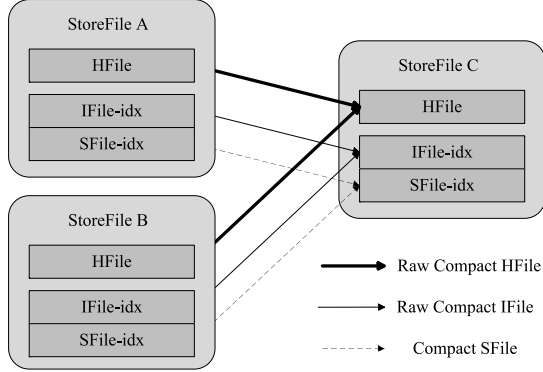 StoreFile A
HFile
IFile-idx
SFile-idx
StoreFile B
HFile
IFile-idx
SFile-idx
StoreFile C
HFile
IFile-idx
SFile-idx
Raw Compact HFile
Raw Compact IFile
Compact SFile